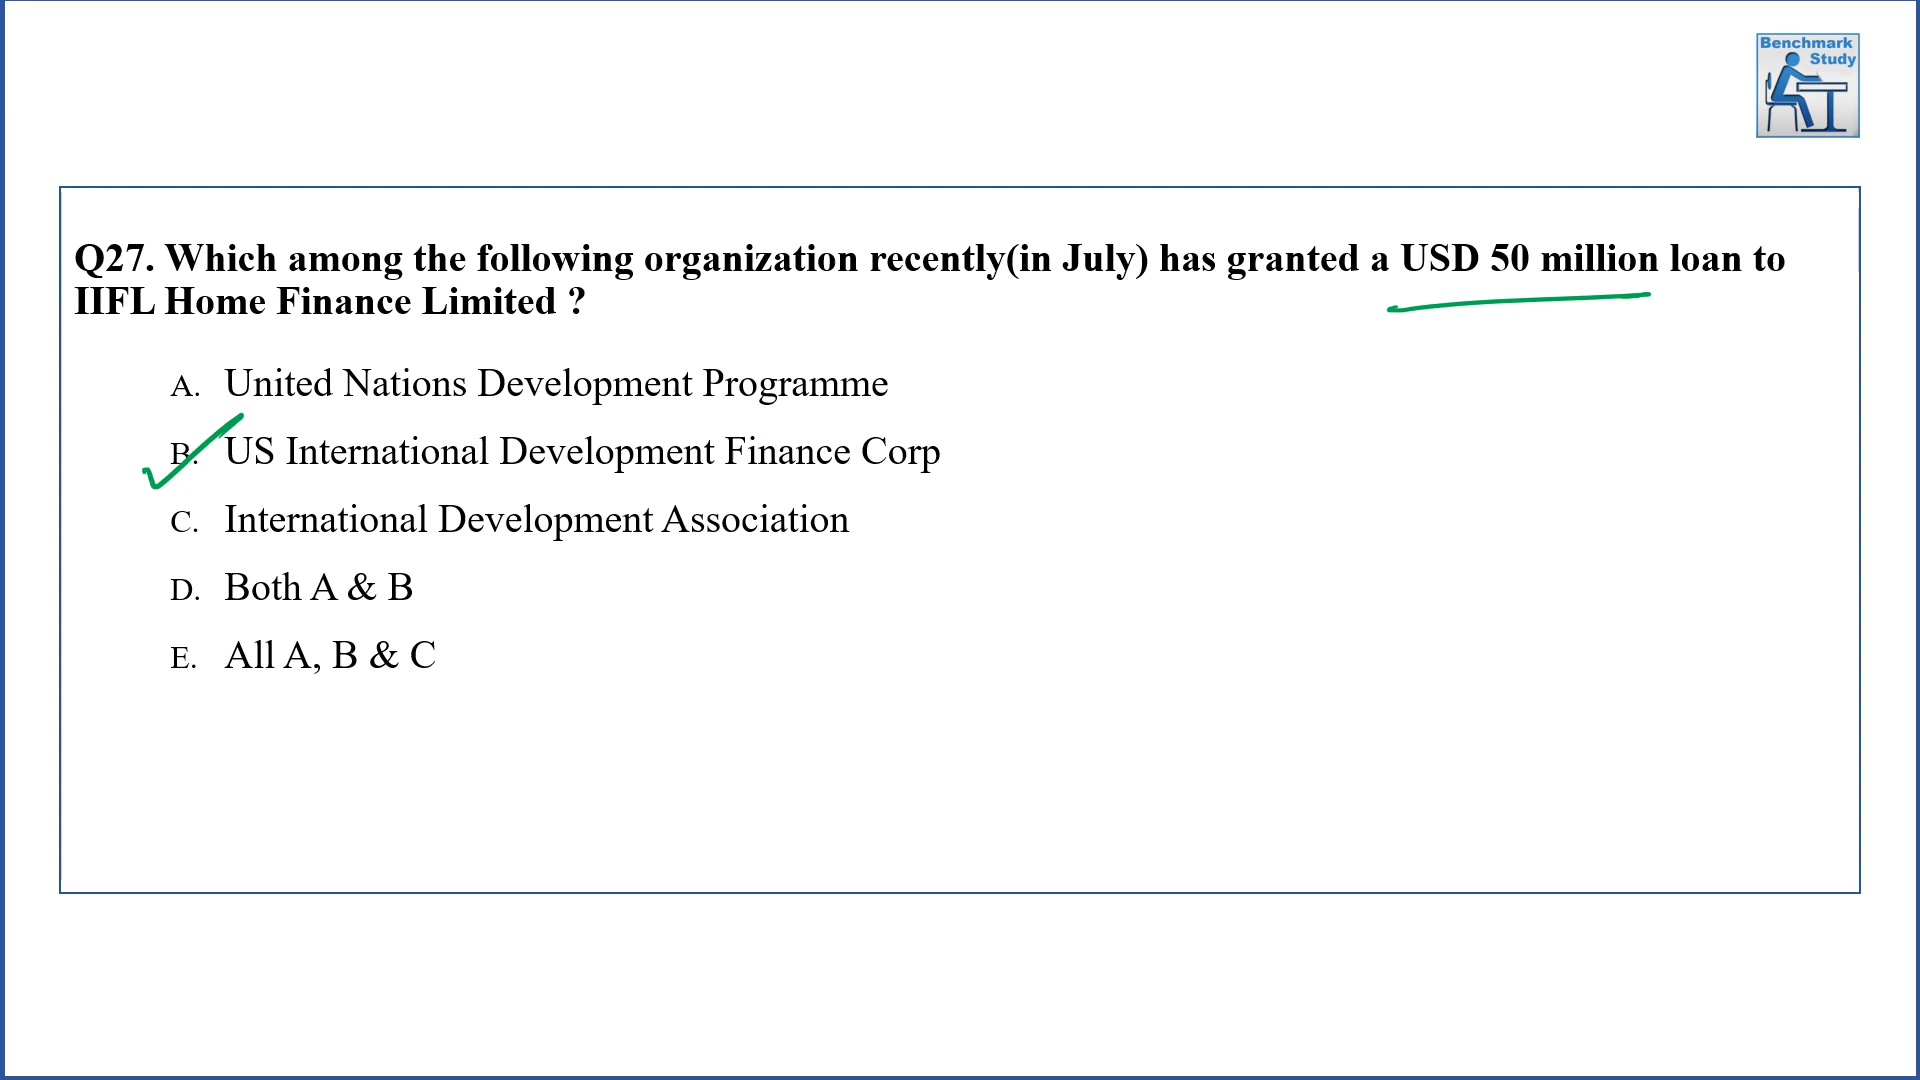 Benchmark
Study
Q27. Which among the following organization recently(in July) has granted a USD 50 million loan to
IIFL Home Finance Limited ?
A. United Nations Development Programme
B. US International Development Finance Corp
C. International Development Association
D. Both A & B
E. All A, B & C